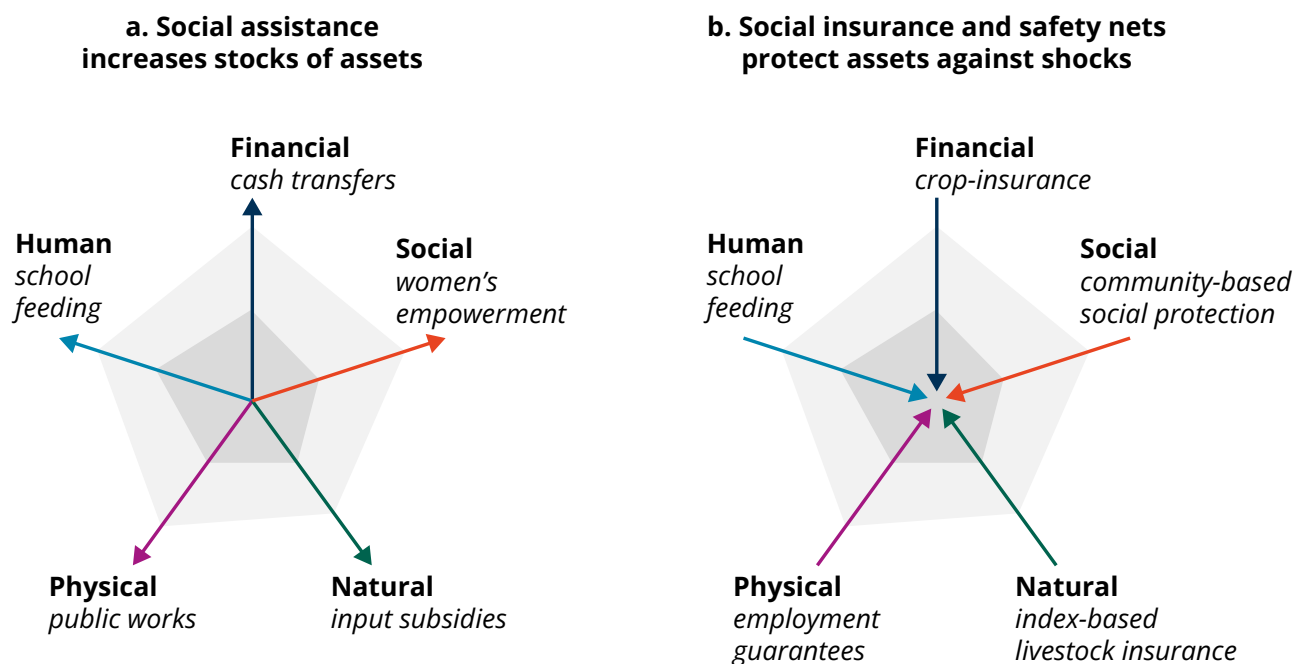 a. Social assistance
increases stocks of assets
Financial
cash transfers
Human
school
feeding
Social
women's
empowerment
Physical
public works
Natural
input subsidies
b. Social insurance and safety nets
protect assets against shocks
Financial
crop-insurance
Human
school
feeding
Social
community-based
social protection
Physical
employment
guarantees
Natural
index-based
livestock insurance